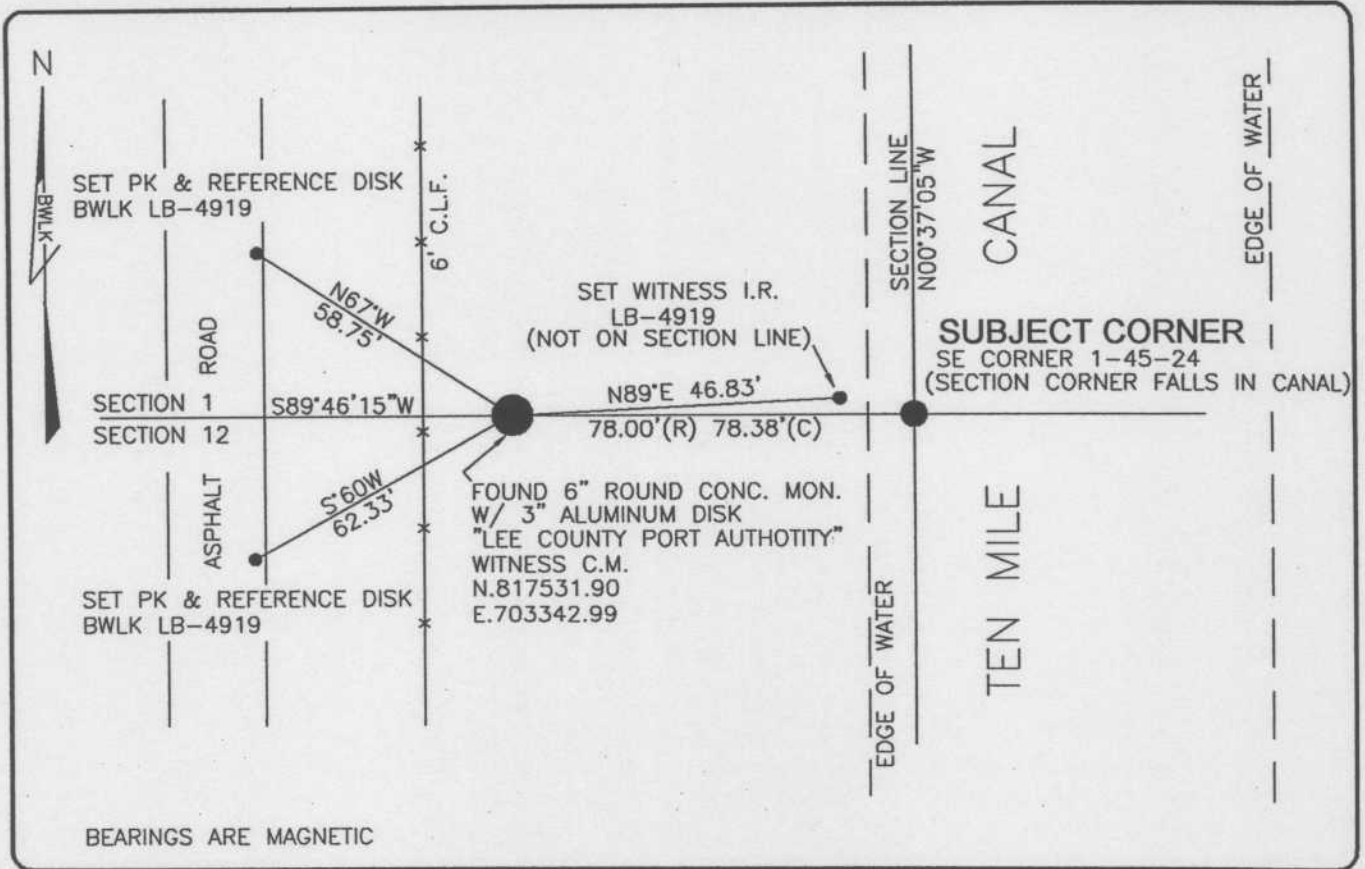 N
BWLK
SET PK & REFERENCE DISK
BWLK LB-4919
6' C.L.F.
N67°W
58.75'
ROAD
SECTION 1
SECTION 12
S89°46'15"W
ASPHALT
S°60W
62.33'
SET PK & REFERENCE DISK
BWLK LB-4919
SET WITNESS I.R.
LB-4919
(NOT ON SECTION LINE)
N89°E 46.83'
78.00'(R) 78.38'(C)
FOUND 6" ROUND CONC. MON.
W/ 3" ALUMINUM DISK
"LEE COUNTY PORT AUTHOTITY"
WITNESS C.M.
N.817531.90
E.703342.99
SECTION LINE
N00°37'05"W
CANAL
EDGE OF WATER
SUBJECT CORNER
SE CORNER 1-45-24
(SECTION CORNER FALLS IN CANAL)
EDGE OF WATER
TEN MILE
BEARINGS ARE MAGNETIC